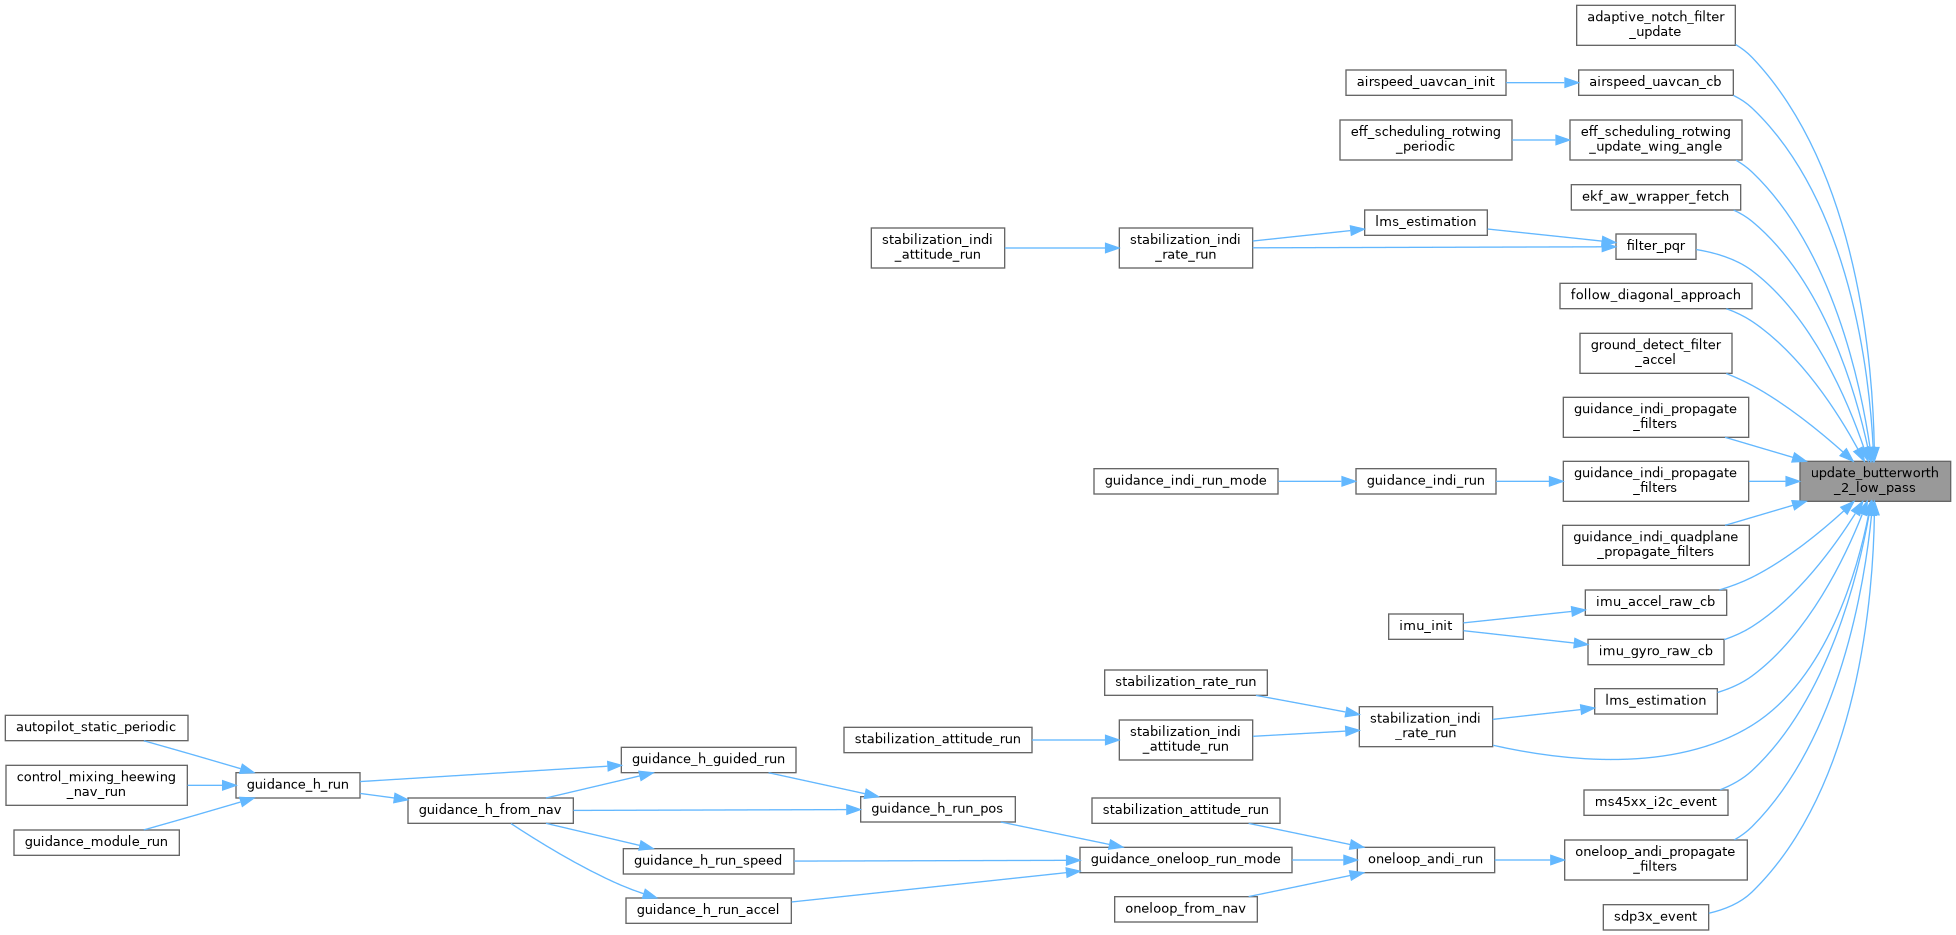 adaptive_notch_filter
_update
airspeed_uavcan_init
airspeed_uavcan_cb
eff_scheduling_rotwing
_periodic
eff_scheduling_rotwing
_update_wing_angle
ekf_aw_wrapper_fetch
lms_estimation
stabilization_indi
_attitude_run
stabilization_indi
_rate_run
filter_pqr
follow_diagonal_approach
ground_detect_filter
_accel
guidance_indi_propagate
_filters
guidance_indi_run_mode
guidance_indi_run
guidance_indi_propagate
_filters
update_butterworth
_2_low_pass
guidance_indi_quadplane
_propagate_filters
imu_accel_raw_cb
imu_init
imu_gyro_raw_cb
stabilization_rate_run
lms_estimation
stabilization_indi
_rate_run
autopilot_static_periodic
stabilization_attitude_run
stabilization_indi
_attitude_run
guidance_h_guided_run
control_mixing_heewing
_nav_run
guidance_h_run
guidance_h_from_nav
guidance_h_run_pos
stabilization_attitude_run
ms45xx_i2c_event
guidance_module_run
guidance_h_run_speed
guidance_oneloop_run_mode
oneloop_andi_run
oneloop_andi_propagate
_filters
guidance_h_run_accel
oneloop_from_nav
sdp3x_event